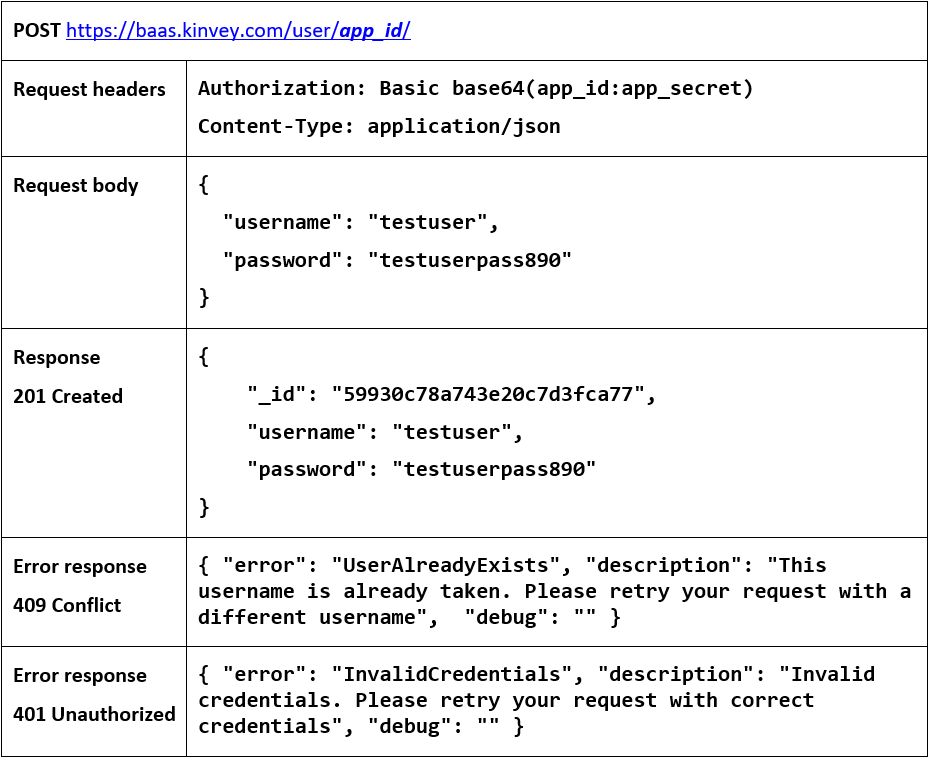 POST https://baas.kinvey.com/user/app_id/
Request headers
Authorization: Basic base64(app_id:app_secret)
Content-Type: application/json
Request body
{
"username": "testuser",
"password": "testuserpass890"
}
Response
201 Created
{
"_id": "59930c78a743e20c7d3fca77",
"username": "testuser",
"password": "testuserpass890"
}
Error response
409 Conflict
{ "error": "UserAlreadyExists", "description": "This
username is already taken. Please retry your request with a
different username",  "debug": "" }
Error response
401 Unauthorized
{ "error": "InvalidCredentials", "description": "Invalid
credentials. Please retry your request with correct
credentials", "debug": "" }